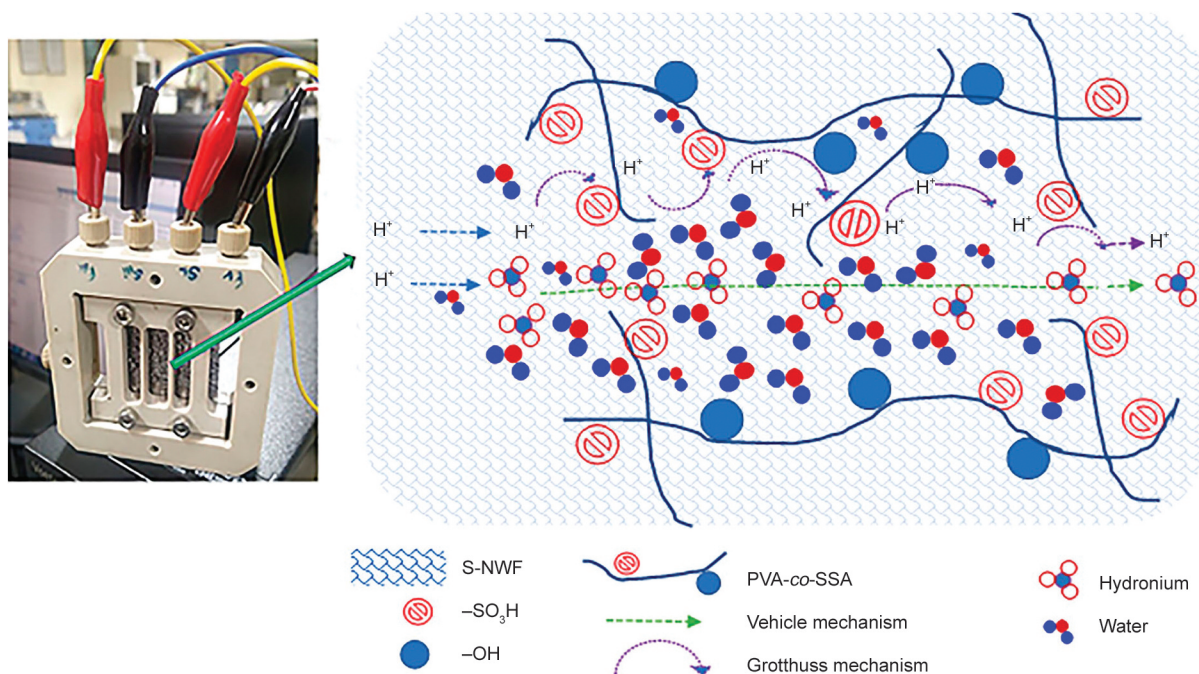 H⁺
H⁺
H⁺
H⁺
H⁺
H⁺
H⁺
H⁺
H⁺
H⁺
S-NWF
PVA-co-SSA
Hydronium
–SO₃H
Vehicle mechanism
Water
–OH
Grotthuss mechanism